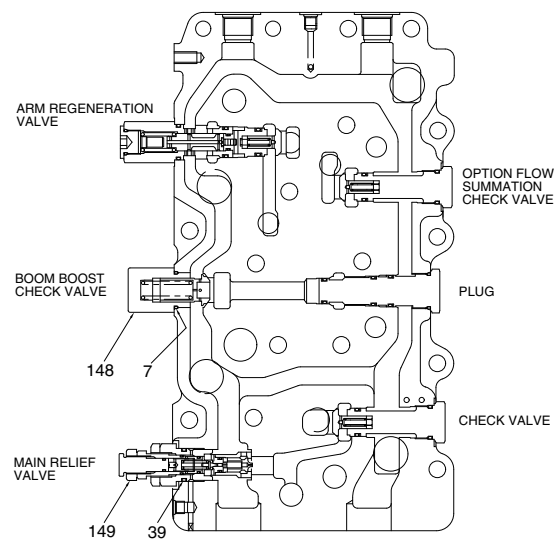 ARM REGENERATION
VALVE
OPTION FLOW
SUMMATION
CHECK VALVE
BOOM BOOST
CHECK VALVE
PLUG
148
7
CHECK VALVE
MAIN RELIEF
VALVE
149
39